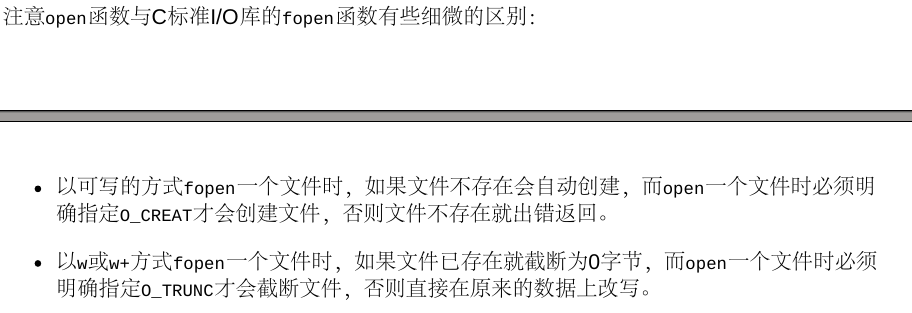 注意open函数与C标准I/O库的fopen函数有些细微的区别：
• 以可写的方式fopen一个文件时，如果文件不存在会自动创建，而open一个文件时必须明
确指定O_CREAT才会创建文件，否则文件不存在就出错返回。
• 以w或w+方式fopen一个文件时，如果文件已存在就截断为0字节，而open一个文件时必须
明确指定O_TRUNC才会截断文件，否则直接在原来的数据上改写。